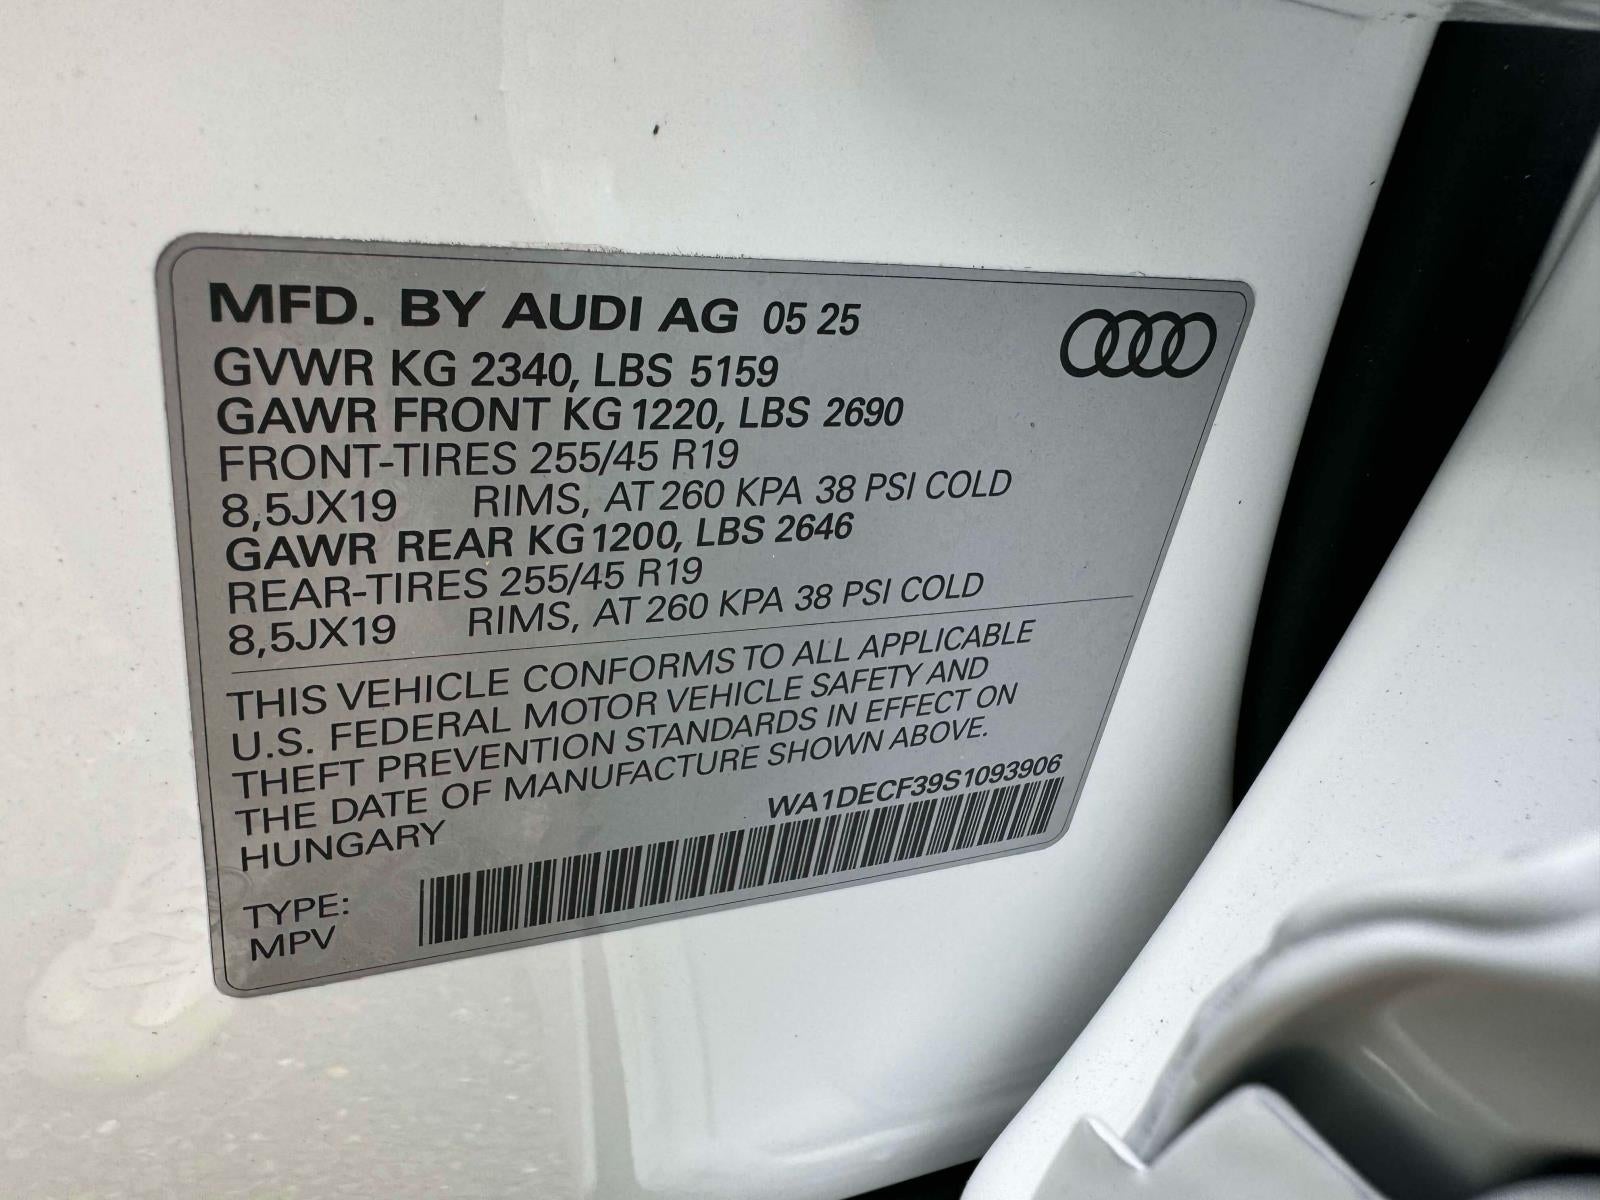 MFD. BY AUDI AG 05 25
GVWR KG 2340, LBS 5159
GAWR FRONT KG 1220, LBS 2690
FRONT-TIRES 255/45 R19
8,5JX19 RIMS, AT 260 KPA 38 PSI COLD
GAWR REAR KG 1200, LBS 2646
REAR-TIRES 255/45 R19
8,5JX19 RIMS, AT 260 KPA 38 PSI COLD
THIS VEHICLE CONFORMS TO ALL APPLICABLE
U.S. FEDERAL MOTOR VEHICLE SAFETY AND
THEFT PREVENTION STANDARDS IN EFFECT ON
THE DATE OF MANUFACTURE SHOWN ABOVE.
HUNGARY
WA1DECF39S1093906
TYPE:
MPV